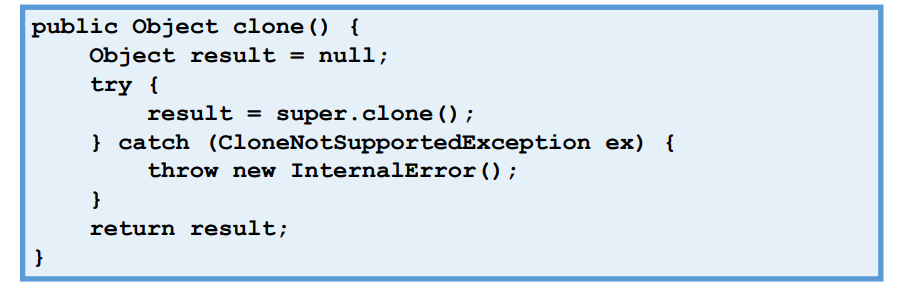 public Object clone() {
    Object result = null;
    try {
        result = super.clone();
    } catch (CloneNotSupportedException ex) {
        throw new InternalError();
    }
    return result;
}